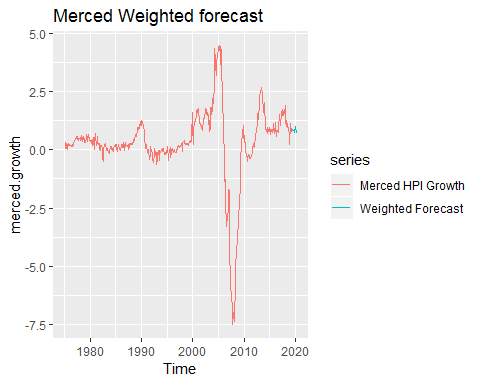 Merced Weighted forecast
5.0
2.5
0.0
-2.5
-5.0
-7.5
merced.growth
1980
1990
2000
2010
2020
Time
series
Merced HPI Growth
Weighted Forecast